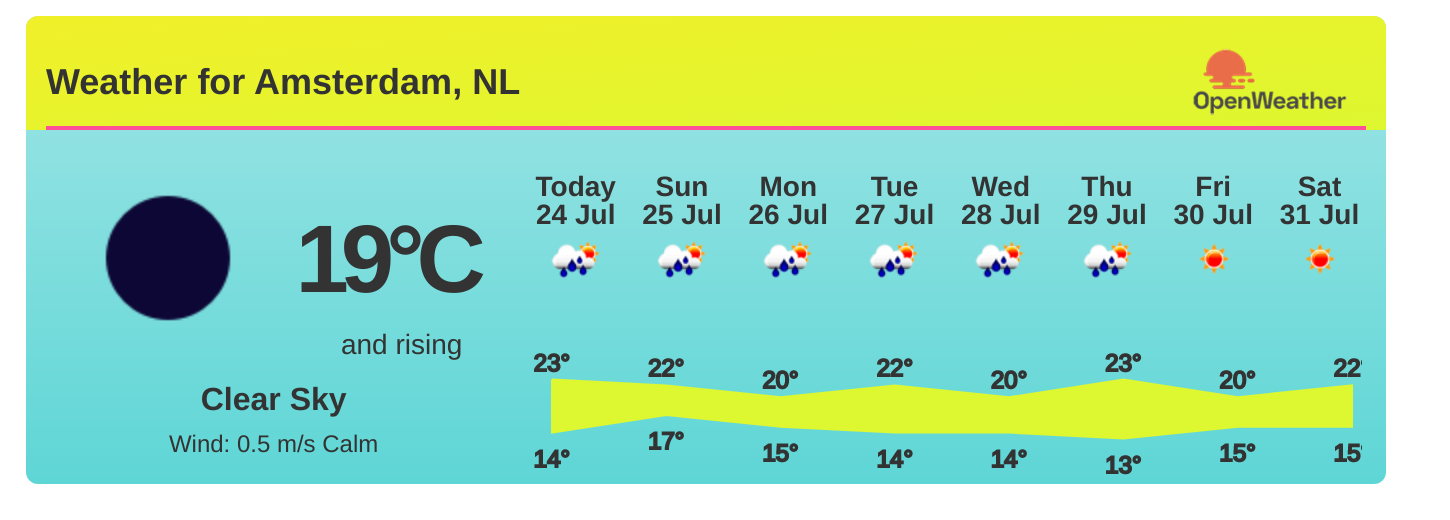 Weather for Amsterdam, NL
OpenWeather
Today Sun Mon Tue Wed Thu Fri Sat
24 Jul 25 Jul 26 Jul 27 Jul 28 Jul 29 Jul 30 Jul 31 Jul
19°C
and rising
Clear Sky
Wind: 0.5 m/s Calm
23° 22° 20° 22° 20° 23° 20° 22°
14° 17° 15° 14° 14° 13° 15° 15